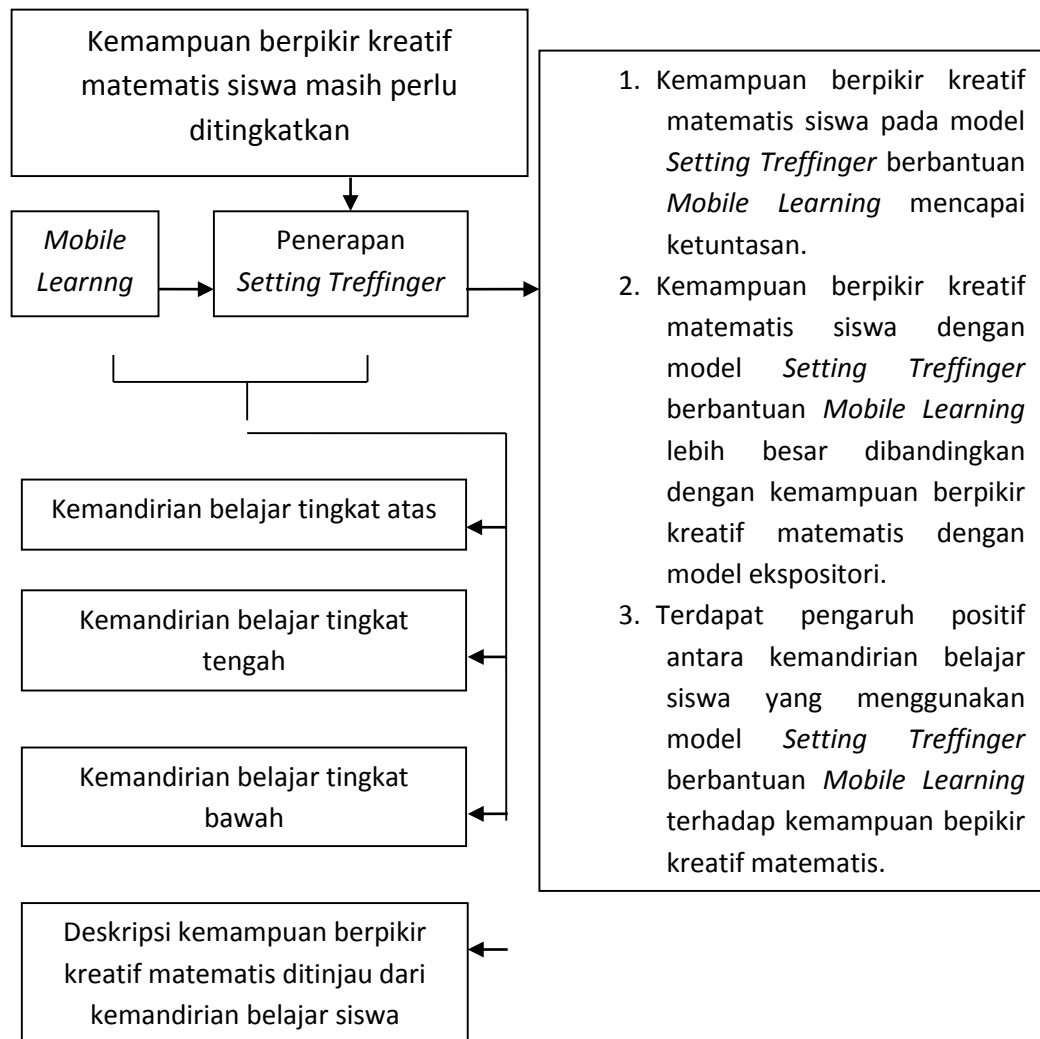 Kemampuan berpikir kreatif
matematis siswa masih perlu
ditingkatkan
Mobile
Learnng
Penerapan
Setting Treffinger
Kemandirian belajar tingkat atas
Kemandirian belajar tingkat
tengah
Kemandirian belajar tingkat
bawah
Deskripsi kemampuan berpikir
kreatif matematis ditinjau dari
kemandirian belajar siswa
1. Kemampuan berpikir kreatif
matematis siswa pada model
Setting Treffinger berbantuan
Mobile Learning mencapai
ketuntasan.
2. Kemampuan berpikir kreatif
matematis siswa dengan
model Setting Treffinger
berbantuan Mobile Learning
lebih besar dibandingkan
dengan kemampuan berpikir
kreatif matematis dengan
model ekspositori.
3. Terdapat pengaruh positif
antara kemandirian belajar
siswa yang menggunakan
model Setting Treffinger
berbantuan Mobile Learning
terhadap kemampuan bepikir
kreatif matematis.